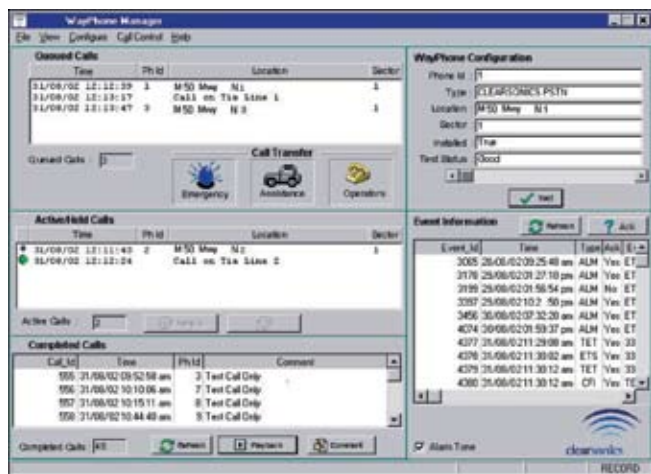 WayPhone Manager
File View Configure Call Control Help
Queued Calls
Time Ph Id Location Sector
31/08/02 12:12:39 1 M50 Mwy N1 1
31/08/02 12:13:17 Call on Tie Line 1
31/08/02 12:13:47 3 M50 Mwy N3 1
Queued Calls : 3
Call Transfer
Emergency Assistance Operators
Active/Held Calls
Time Ph Id Location Sector
31/08/02 12:11:43 2 M50 Mwy N2 1
31/08/02 12:12:24 Call on Tie Line 2
Active Calls : 2
Completed Calls
Call_Id Time Ph Id Comment
555 31/08/02 09:52:58 am 3 Test Call Only
556 31/08/02 10:10:06 am 7 Test Call Only
557 31/08/02 10:15:11 am 8 Test Call Only
558 31/08/02 10:44:40 am 9 Test Call Only
Completed Calls Refresh Playback Comment
WayPhone Configuration
Phone Id : 1
Type : CLEARSONICS PSTN
Location : M50 Mwy N1
Sector : 1
Installed : True
Test Status : Good
Test
Event Information Refresh Ack
Event_Id Time Type Ack
3065 28/08/02 09:25:48 am ALM Yes ET
3178 29/08/02 01:27:18 pm ALM Yes ET
3199 29/08/02 01:56:54 pm ALM No ET
3397 29/08/02 pm ALM Yes ET
3456 30/08/02 07:32:20 am ALM Yes ET
4074 30/08/02 01:59:37 pm ALM Yes ET
4377 31/08/02 11:29:08 am TET Yes 33
4378 31/08/02 11:30:02 am ETS Yes 33
4379 31/08/02 11:30:12 am TET Yes 33
4380 31/08/02 11:30:12 am CFI Yes TE
Alarm Tone
clearsonics
RECORD